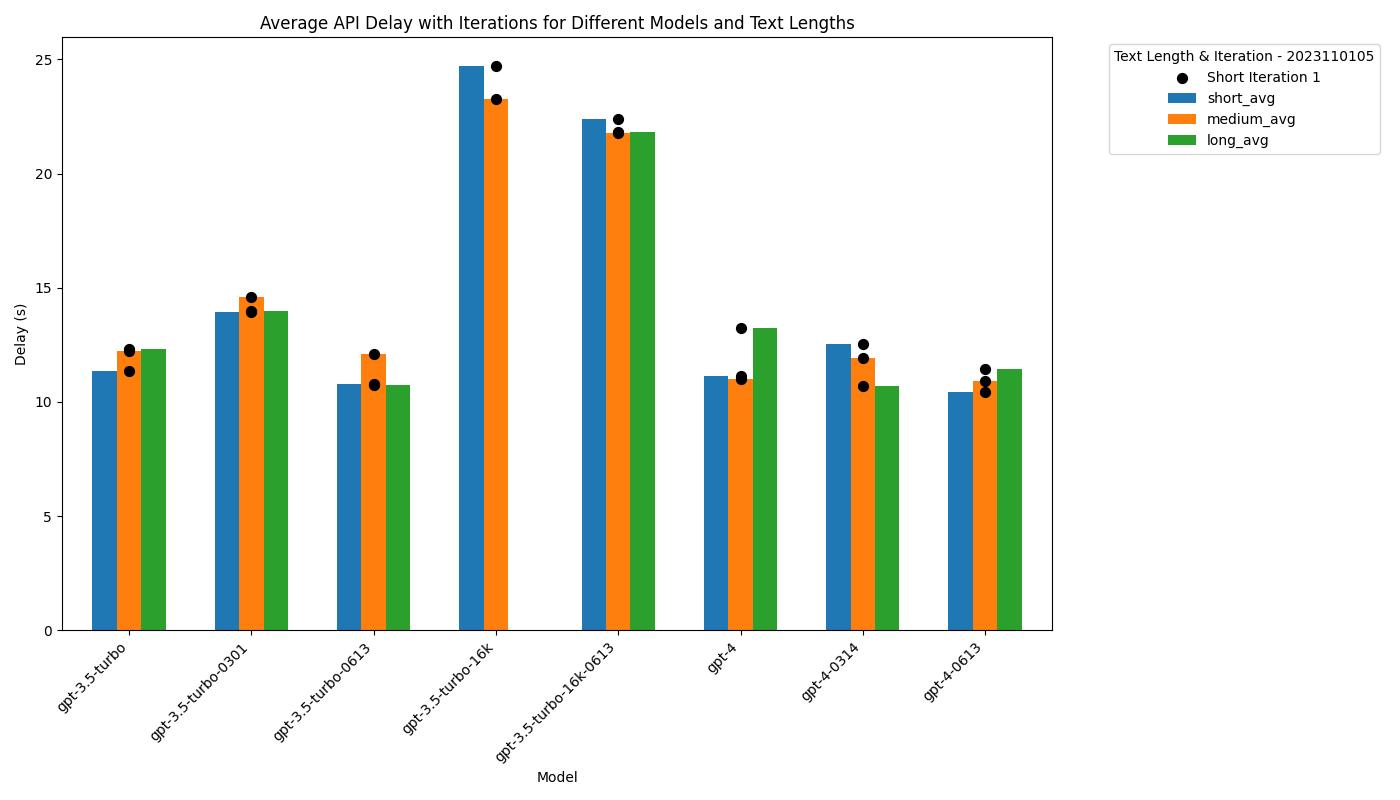 Average API Delay with Iterations for Different Models and Text Lengths
25
20
15
10
5
0
Delay (s)
gpt-3.5-turbo
gpt-3.5-turbo-0301
gpt-3.5-turbo-0613
gpt-3.5-turbo-16k
gpt-3.5-turbo-16k-0613
gpt-4
gpt-4-0314
gpt-4-0613
Model
Text Length & Iteration - 2023110105
Short Iteration 1
short_avg
medium_avg
long_avg